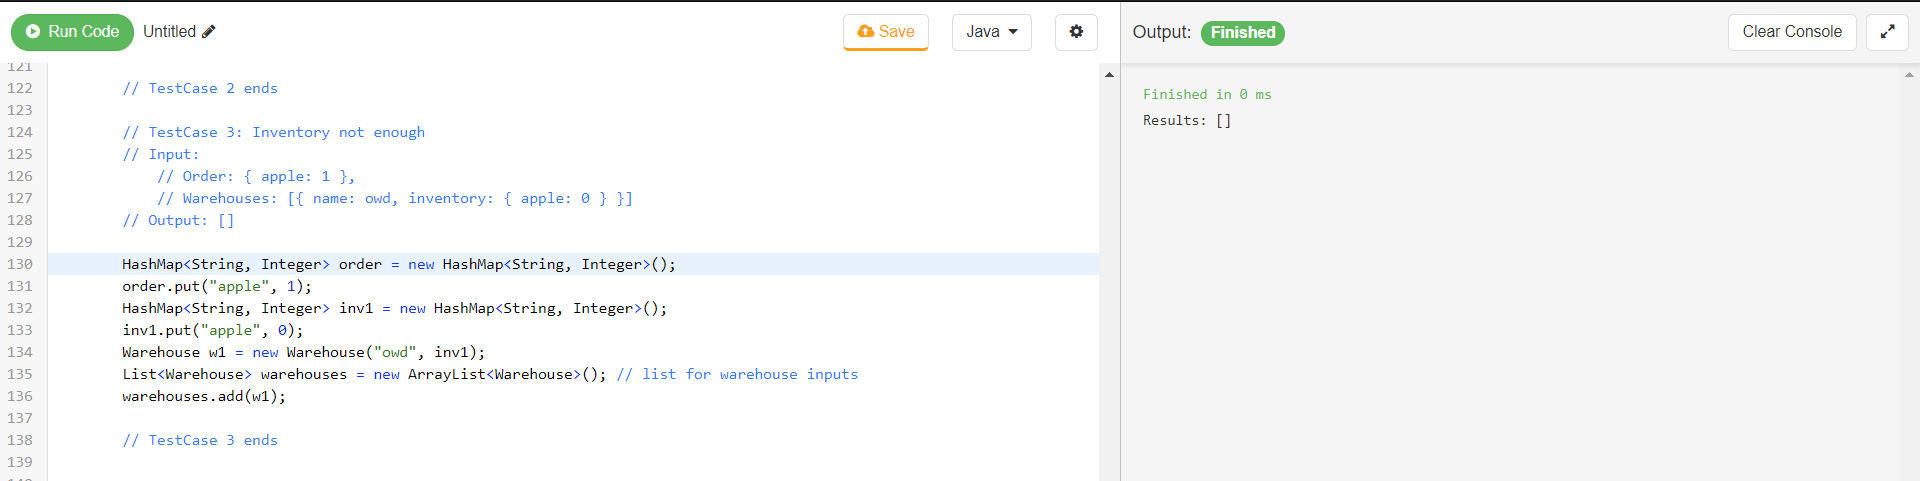 Run Code Untitled Save Java Output: Finished Clear Console
121
122 // TestCase 2 ends
123
124 // TestCase 3: Inventory not enough
125 // Input:
126 // Order: { apple: 1 },
127 // Warehouses: [{ name: owd, inventory: { apple: 0 } }]
128 // Output: []
129
130 HashMap<String, Integer> order = new HashMap<String, Integer>();
131 order.put("apple", 1);
132 HashMap<String, Integer> inv1 = new HashMap<String, Integer>();
133 inv1.put("apple", 0);
134 Warehouse w1 = new Warehouse("owd", inv1);
135 List<Warehouse> warehouses = new ArrayList<Warehouse>(); // list for warehouse inputs
136 warehouses.add(w1);
137
138 // TestCase 3 ends
139
Finished in 0 ms
Results: []